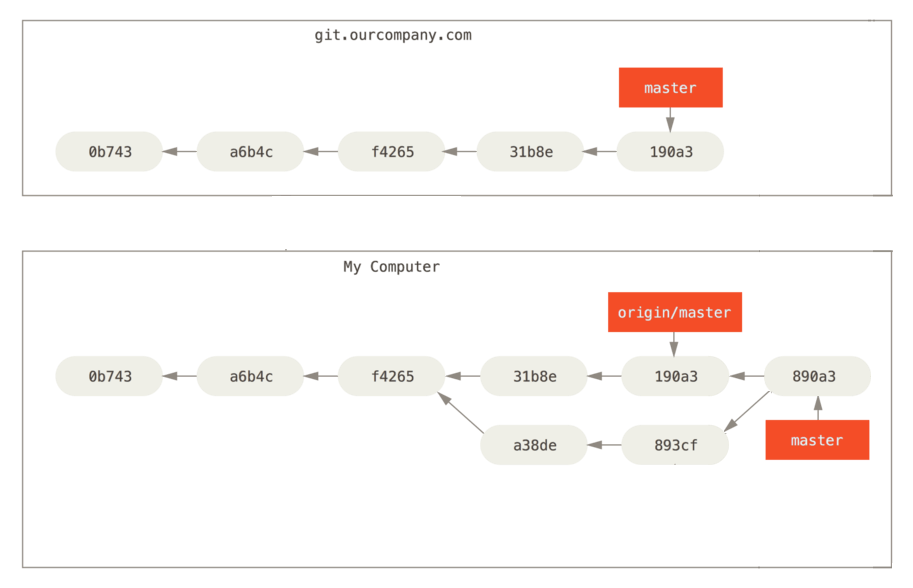 git.ourcompany.com
master
0b743
a6b4c
f4265
31b8e
190a3
My Computer
origin/master
0b743
a6b4c
f4265
31b8e
190a3
890a3
a38de
893cf
master